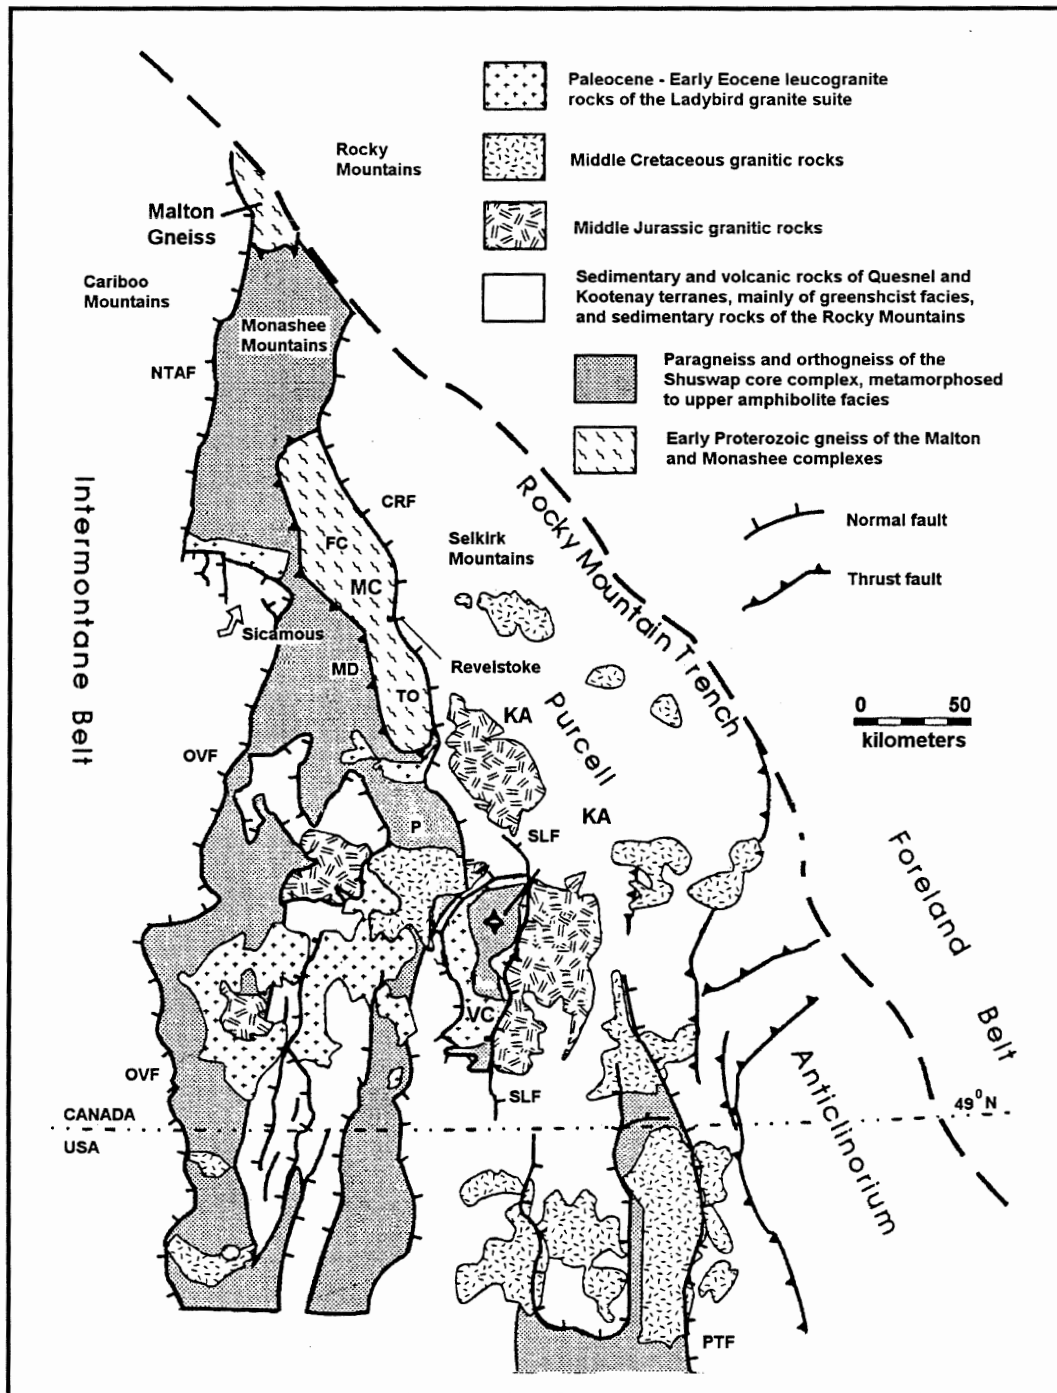 Paleocene - Early Eocene leucogranite
rocks of the Ladybird granite suite
Middle Cretaceous granitic rocks
Middle Jurassic granitic rocks
Sedimentary and volcanic rocks of Quesnel and
Kootenay terranes, mainly of greenshcist facies,
and sedimentary rocks of the Rocky Mountains
Paragneiss and orthogneiss of the
Shuswap core complex, metamorphosed
to upper amphibolite facies
Early Proterozoic gneiss of the Malton
and Monashee complexes
Normal fault
Thrust fault
0 50
kilometers
Rocky
Mountains
Malton
Gneiss
Cariboo
Mountains
Monashee
Mountains
NTAF
Intermontane Belt
CRF
FC
MC
Selkirk
Mountains
Rocky Mountain Trench
Sicamous
MD
Revelstoke
TO
KA
Purcell
OVF
KA
P
SLF
Foreland
Belt
VC
OVF
SLF
Anticlinorium
CANADA
USA
49⁰N
PTF